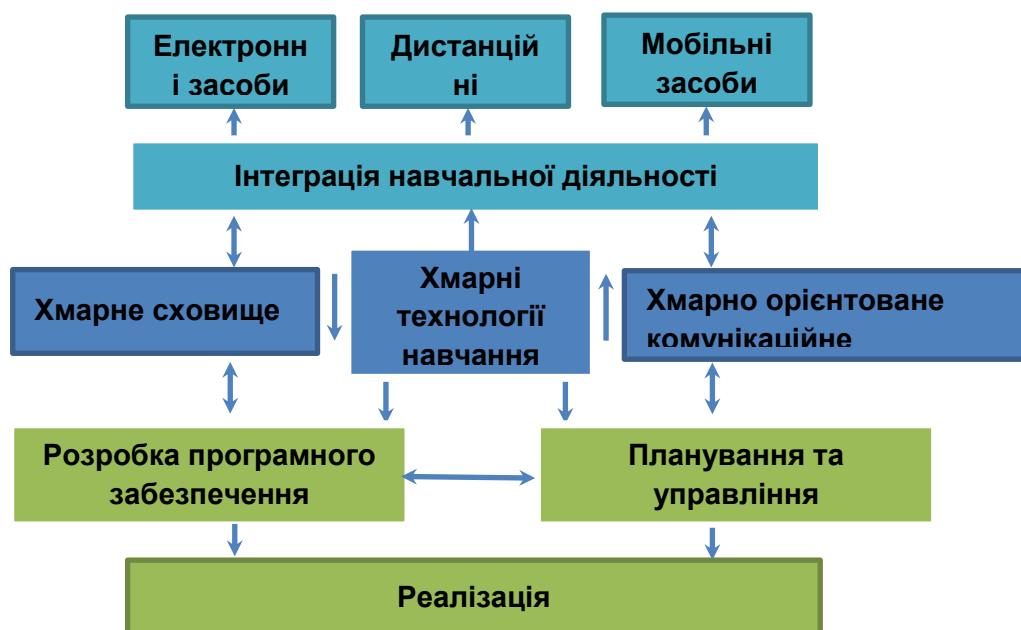 Електронн
і засоби
Дистанцій
ні
Мобільні
засоби
Інтеграція навчальної діяльності
Хмарне сховище
Хмарні
технології
навчання
Хмарно орієнтоване
комунікаційне
Розробка програмного
забезпечення
Планування та
управління
Реалізація